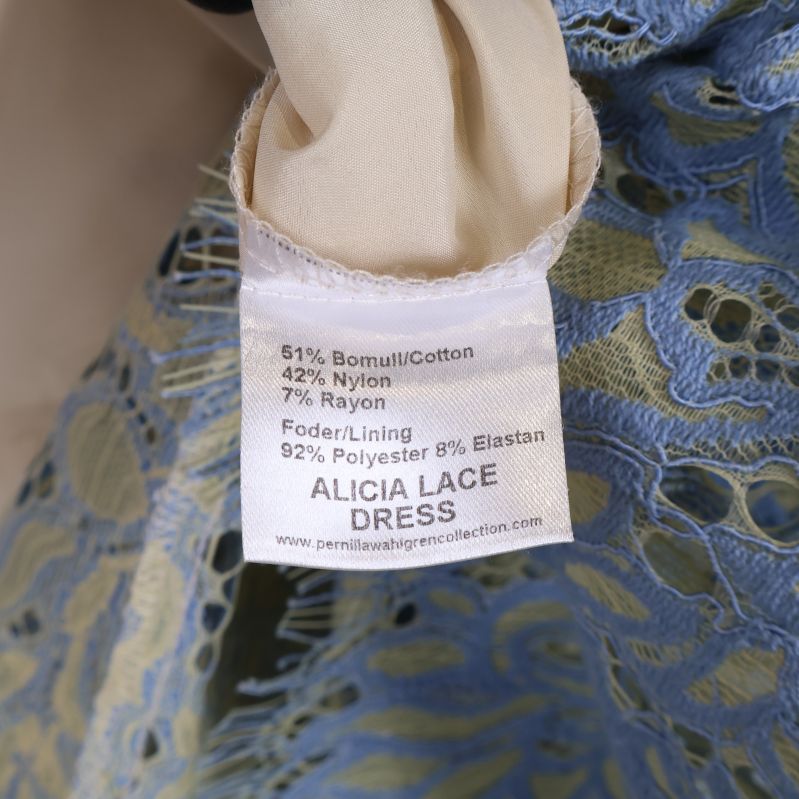 51% Bomull/Cotton
42% Nylon
7% Rayon
Foder/Lining
92% Polyester 8% Elastan
ALICIA LACE
DRESS
www.pernillawahlgrencollection.com